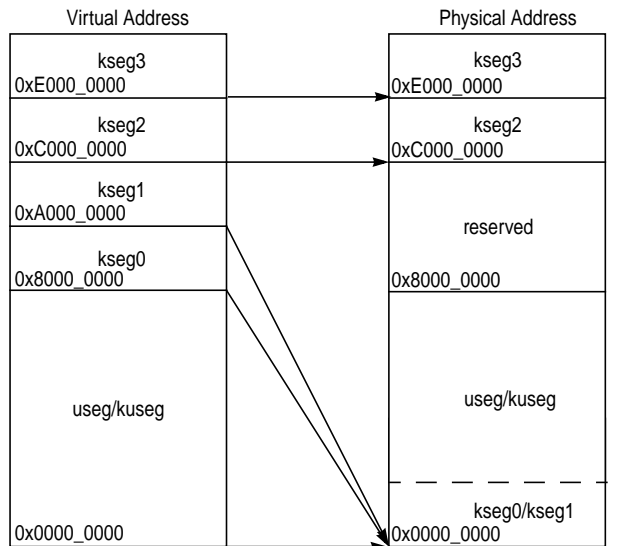 Virtual Address
kseg3
0xE000_0000
kseg2
0xC000_0000
kseg1
0xA000_0000
kseg0
0x8000_0000
useg/kuseg
0x0000_0000
Physical Address
kseg3
0xE000_0000
kseg2
0xC000_0000
reserved
0x8000_0000
useg/kuseg
kseg0/kseg1
0x0000_0000